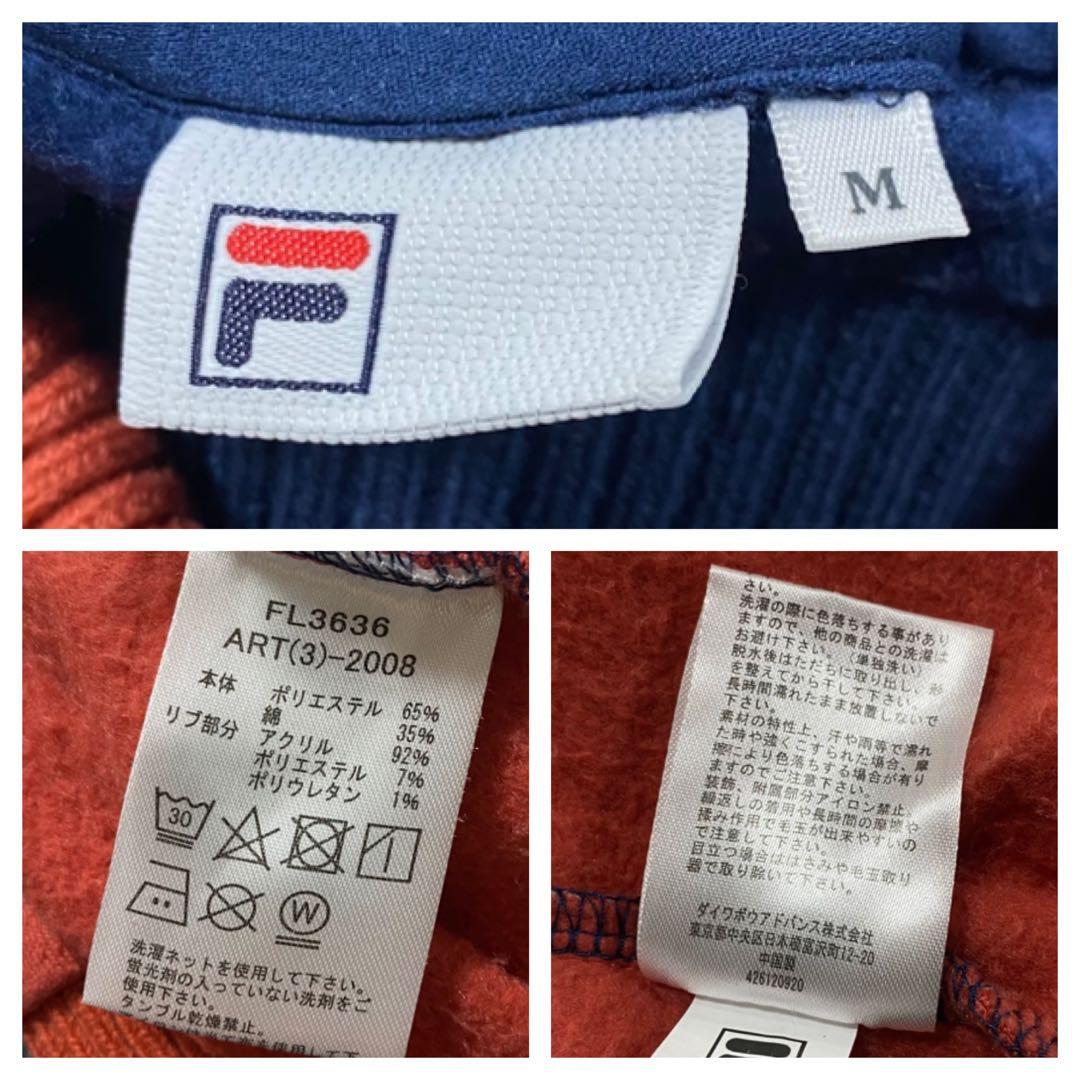 M
FL3636
ART(3)-2008
本体 ポリエステル 65%
綿 35%
リブ部分 アクリル 92%
ポリエステル 7%
ポリウレタン 1%
30
W
洗濯ネットを使用して下さい。
蛍光剤の入っていない洗剤をご
使用下さい。
タンブル乾燥禁止。
さい。
洗濯の際に色落ちする事があり
ますので、他の商品との洗濯は
お避け下さい。(単独洗い)
脱水後はただちに取り出し、形
を整えてから干して下さい。
長時間濡れたまま放置しないで
下さい。
素材の特性上、汗や雨等で濡れ
た時や強くこすられた場合、摩
擦により色落ちする場合が有り
ますのでご注意下さい。
装飾、附属部分アイロン禁止。
繰返しの着用や長時間の摩擦や
揉み作用で毛玉が出来やすいの
で注意して下さい。
目立つ場合ははさみや毛玉取り
器で取り除いて下さい。
ダイワボウアドバンス株式会社
東京都中央区日本橋富沢町12-20
中国製
426120920